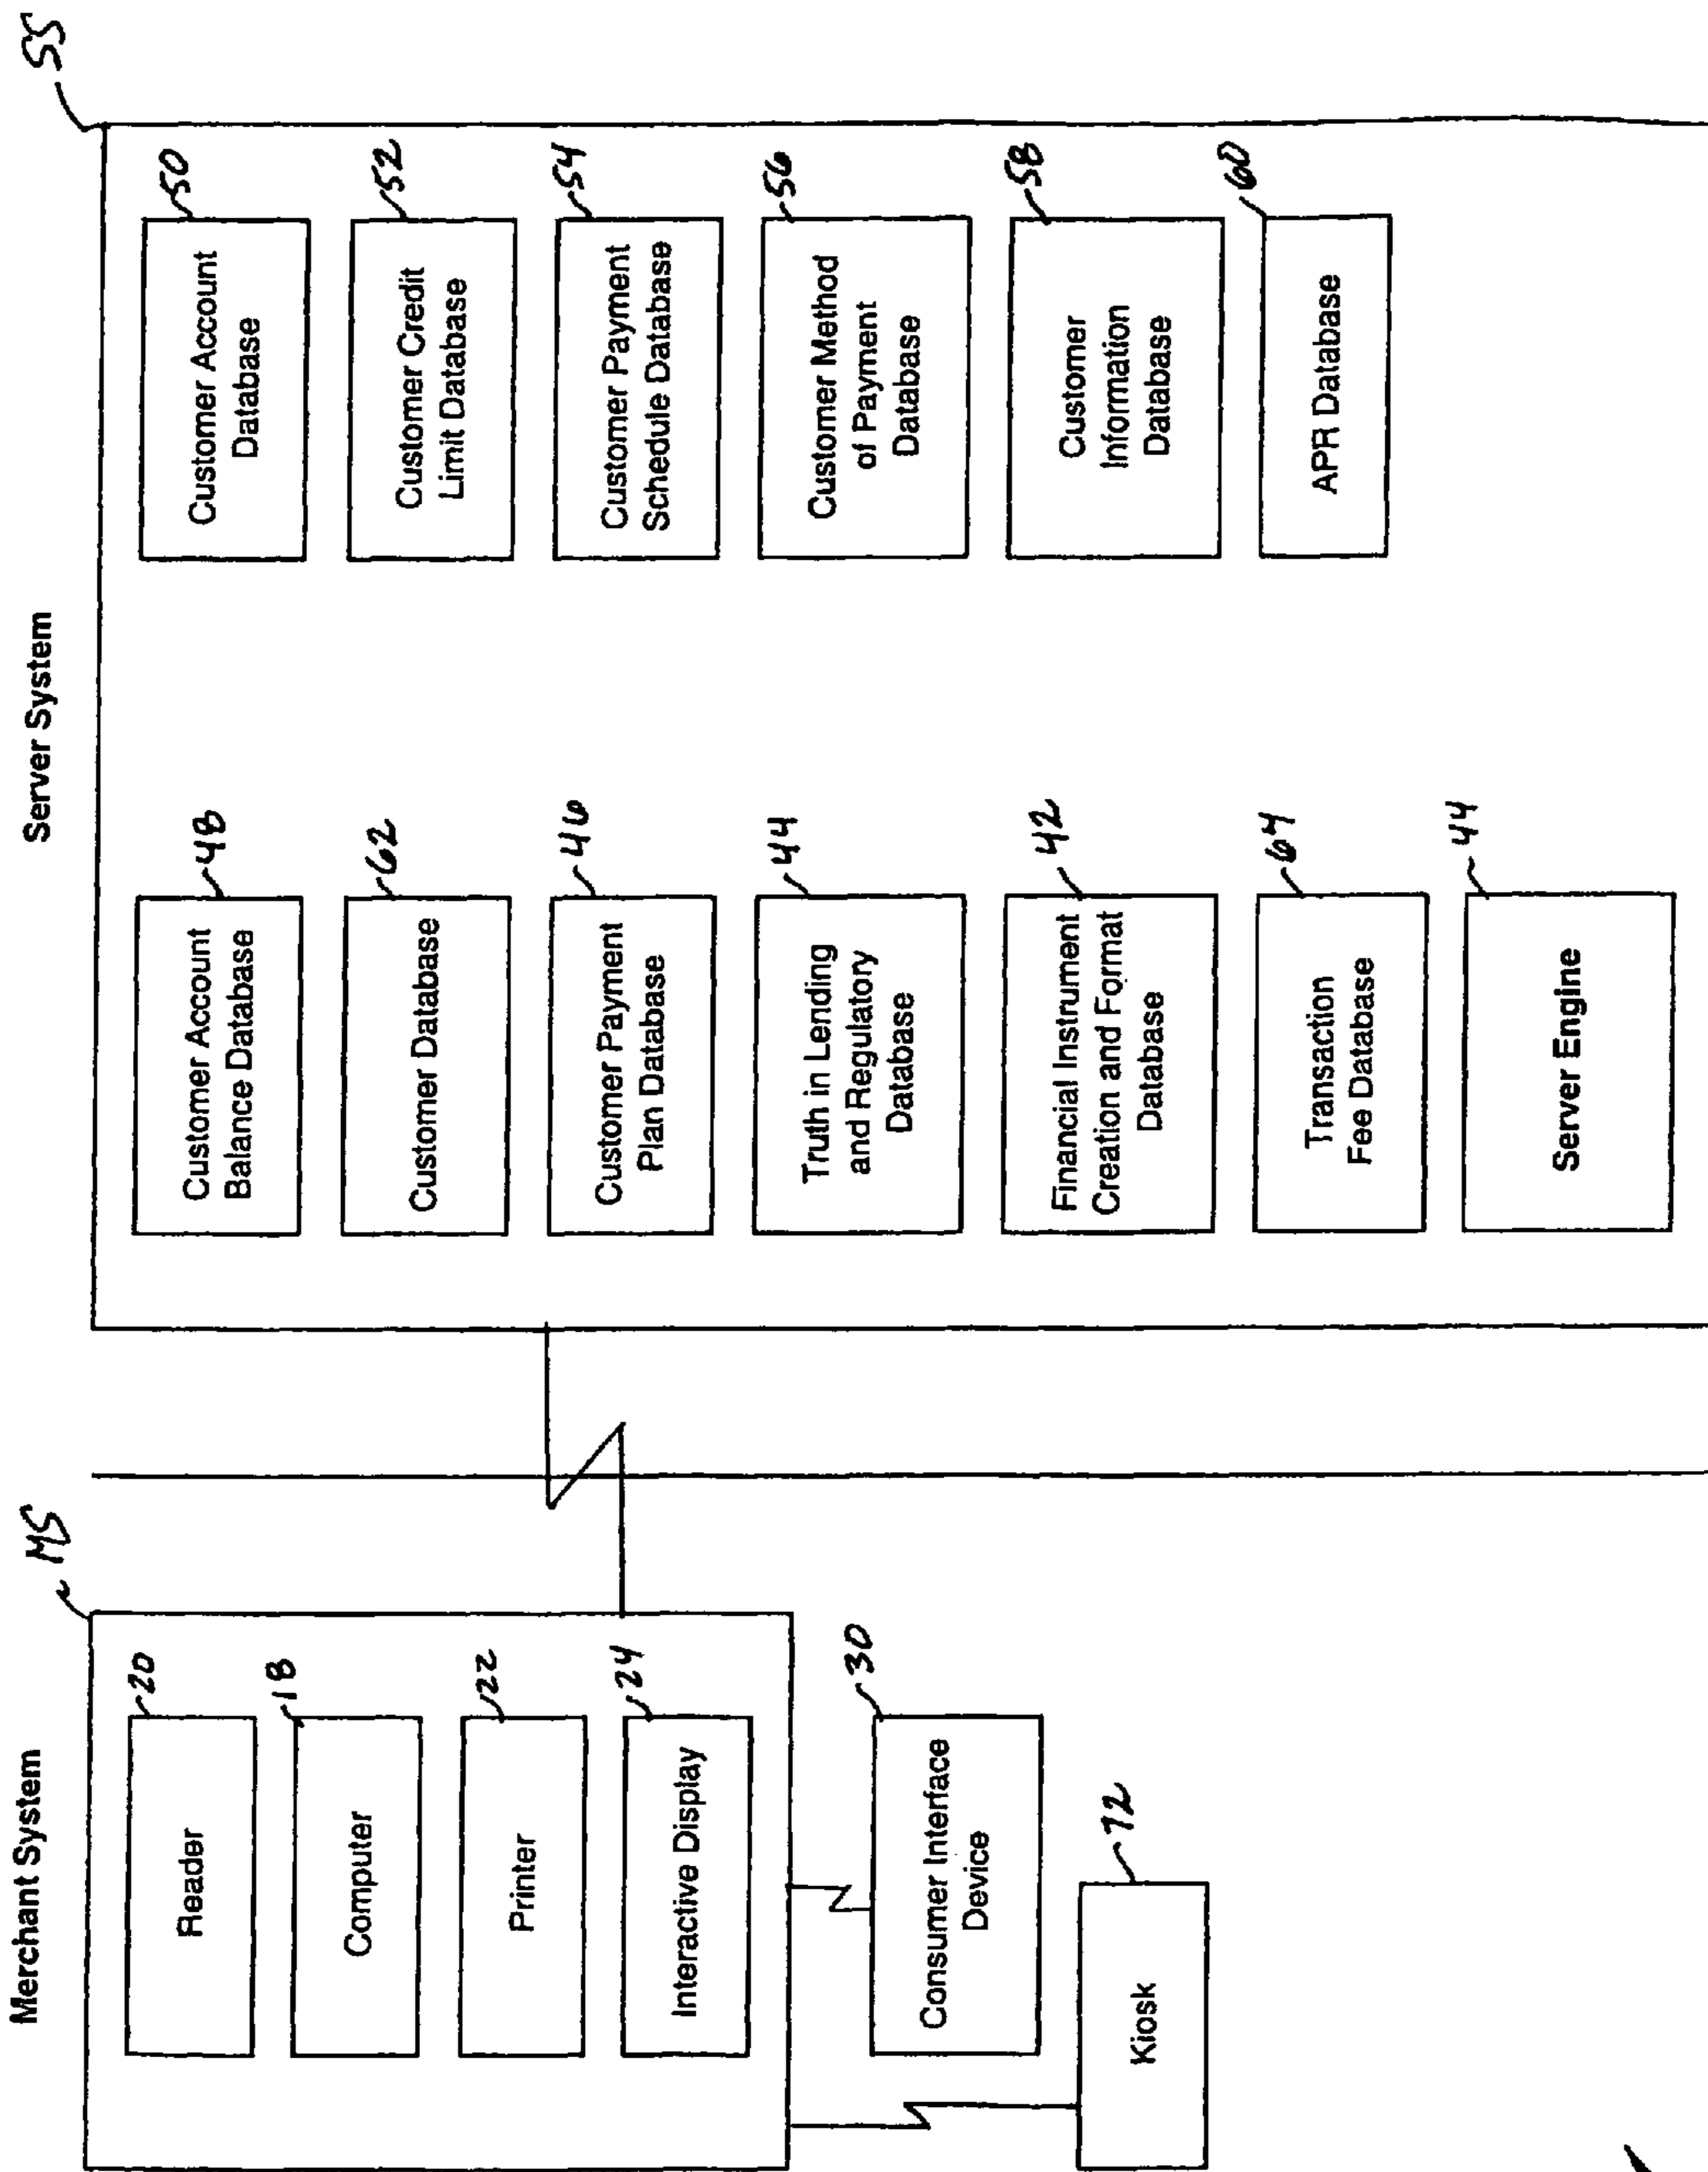 Merchant System
MS
Reader
20
Computer
18
Printer
22
Interactive Display
24
Consumer Interface
Device
30
Kiosk
72
Server System
SS
Customer Account
Balance Database
48
Customer Database
62
Customer Payment
Plan Database
46
Truth in Lending
and Regulatory
Database
44
Financial Instrument
Creation and Format
Database
42
Transaction
Fee Database
64
Server Engine
44
Customer Account
Database
50
Customer Credit
Limit Database
52
Customer Payment
Schedule Database
54
Customer Method
of Payment
Database
56
Customer
Information
Database
58
APR Database
60